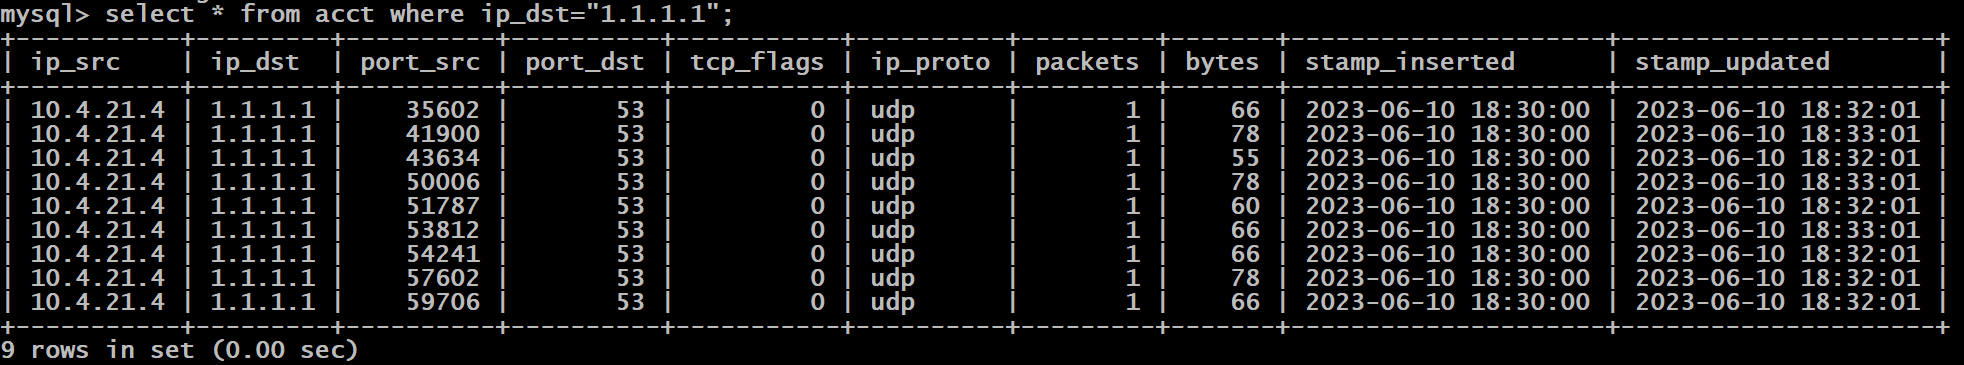 mysql> select * from acct where ip_dst="1.1.1.1";
+-----------+---------+----------+----------+-----------+----------+---------+-------+---------------------+---------------------+
| ip_src    | ip_dst  | port_src | port_dst | tcp_flags | ip_proto | packets | bytes | stamp_inserted      | stamp_updated       |
+-----------+---------+----------+----------+-----------+----------+---------+-------+---------------------+---------------------+
| 10.4.21.4 | 1.1.1.1 |    35602 |       53 |         0 | udp      |       1 |    66 | 2023-06-10 18:30:00 | 2023-06-10 18:32:01 |
| 10.4.21.4 | 1.1.1.1 |    41900 |       53 |         0 | udp      |       1 |    78 | 2023-06-10 18:30:00 | 2023-06-10 18:33:01 |
| 10.4.21.4 | 1.1.1.1 |    43634 |       53 |         0 | udp      |       1 |    55 | 2023-06-10 18:30:00 | 2023-06-10 18:32:01 |
| 10.4.21.4 | 1.1.1.1 |    50006 |       53 |         0 | udp      |       1 |    78 | 2023-06-10 18:30:00 | 2023-06-10 18:33:01 |
| 10.4.21.4 | 1.1.1.1 |    51787 |       53 |         0 | udp      |       1 |    60 | 2023-06-10 18:30:00 | 2023-06-10 18:32:01 |
| 10.4.21.4 | 1.1.1.1 |    53812 |       53 |         0 | udp      |       1 |    66 | 2023-06-10 18:30:00 | 2023-06-10 18:33:01 |
| 10.4.21.4 | 1.1.1.1 |    54241 |       53 |         0 | udp      |       1 |    66 | 2023-06-10 18:30:00 | 2023-06-10 18:32:01 |
| 10.4.21.4 | 1.1.1.1 |    57602 |       53 |         0 | udp      |       1 |    78 | 2023-06-10 18:30:00 | 2023-06-10 18:32:01 |
| 10.4.21.4 | 1.1.1.1 |    59706 |       53 |         0 | udp      |       1 |    66 | 2023-06-10 18:30:00 | 2023-06-10 18:32:01 |
+-----------+---------+----------+----------+-----------+----------+---------+-------+---------------------+---------------------+
9 rows in set (0.00 sec)